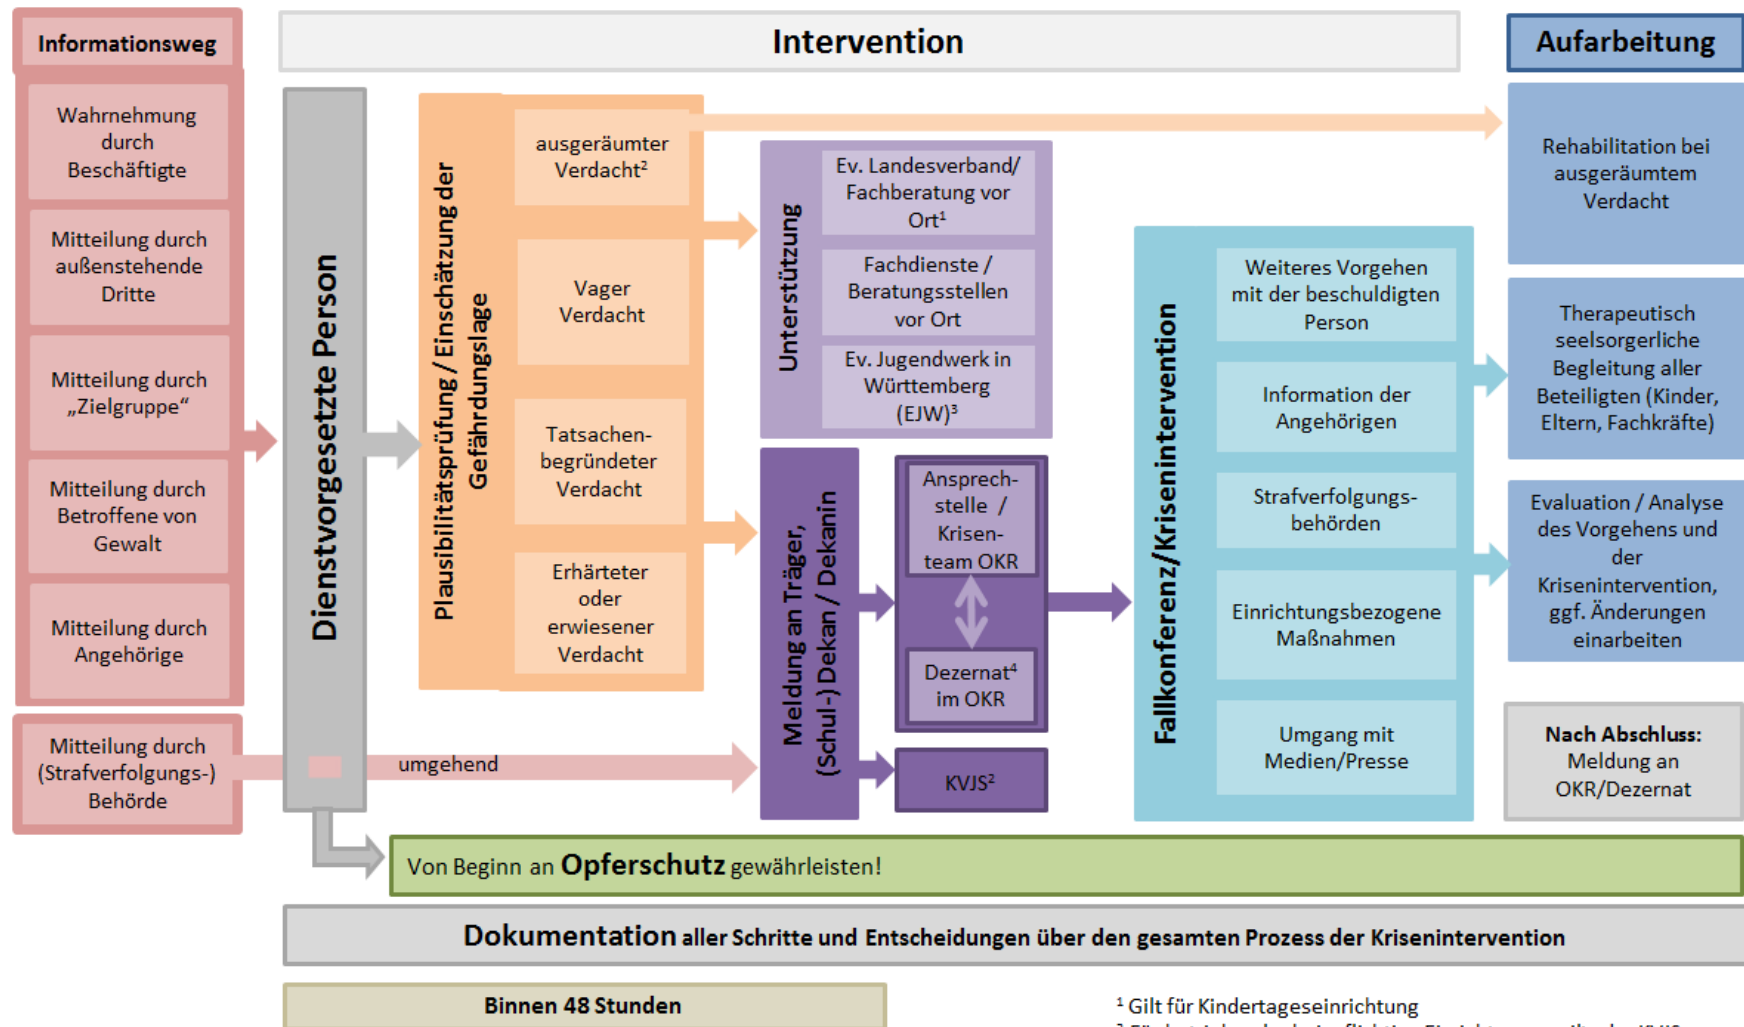 Informationsweg
Wahrnehmung
durch
Beschäftigte
Mitteilung durch
außenstehende
Dritte
Mitteilung durch
„Zielgruppe“
Mitteilung durch
Betroffene von
Gewalt
Mitteilung durch
Angehörige
Mitteilung durch
(Strafverfolgungs-)
Behörde
Intervention
Dienstvorgesetzte Person
umgehend
Plausibilitätsprüfung / Einschätzung der
Gefährdungslage
ausgeräumter
Verdacht²
Vager
Verdacht
Tatsachen-
begründeter
Verdacht
Erhärteter
oder
erwiesener
Verdacht
Unterstützung
Ev. Landesverband/
Fachberatung vor
Ort¹
Fachdienste /
Beratungsstellen
vor Ort
Ev. Jugendwerk in
Württemberg
(EJW)³
Meldung an Träger,
(Schul-) Dekan / Dekanin
Ansprech-
stelle /
Krisen-
team OKR
Dezernat⁴
im OKR
KVJS²
Fallkonferenz/Krisenintervention
Weiteres Vorgehen
mit der beschuldigten
Person
Information der
Angehörigen
Strafverfolgungs-
behörden
Einrichtungsbezogene
Maßnahmen
Umgang mit
Medien/Presse
Aufarbeitung
Rehabilitation bei
ausgeräumtem
Verdacht
Therapeutisch
seelsorgerliche
Begleitung aller
Beteiligten (Kinder,
Eltern, Fachkräfte)
Evaluation / Analyse
des Vorgehens und
der
Krisenintervention,
ggf. Änderungen
einarbeiten
Nach Abschluss:
Meldung an
OKR/Dezernat
Von Beginn an Opferschutz gewährleisten!
Dokumentation aller Schritte und Entscheidungen über den gesamten Prozess der Krisenintervention
Binnen 48 Stunden
¹ Gilt für Kindertageseinrichtung